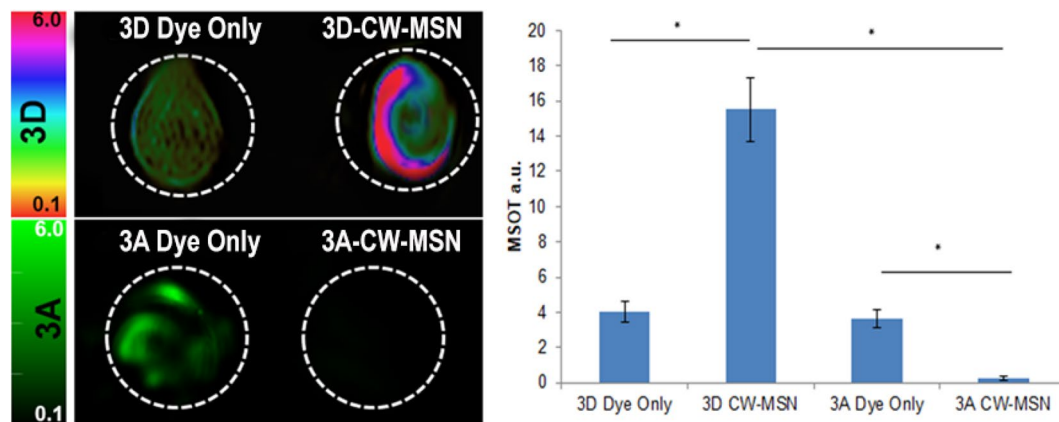 6.0
3D
0.1
3D Dye Only
3D-CW-MSN
6.0
3A
0.1
3A Dye Only
3A-CW-MSN
MSOT a.u.
20
18
16
14
12
10
8
6
4
2
0
*
*
*
3D Dye Only
3D CW-MSN
3A Dye Only
3A CW-MSN